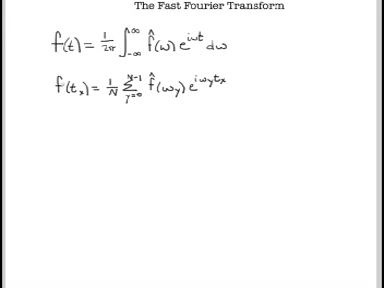 The Fast Fourier Transform
f(t) = 1/2π ∫_{-∞}^{∞} f̂(ω) e^{iωt} dω
f(t_x) = 1/N Σ_{y=0}^{N-1} f̂(ω_y) e^{iω_y t_x}